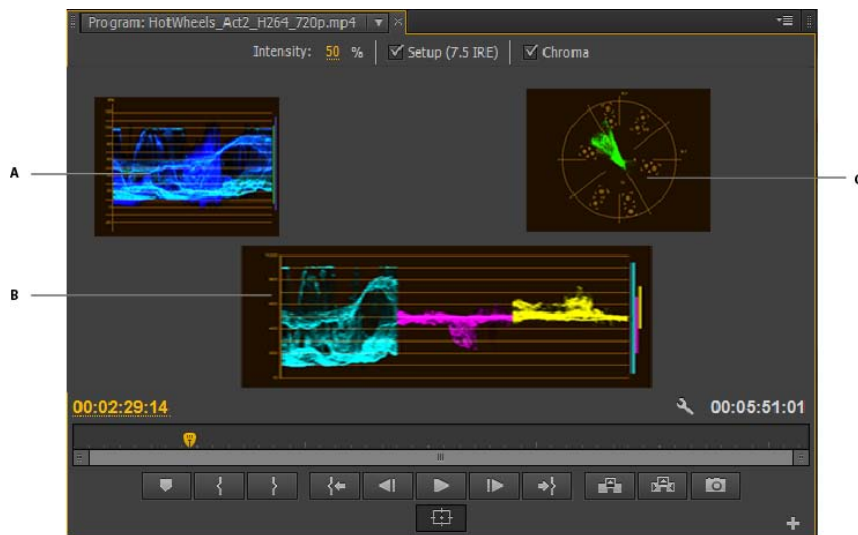 Program: HotWheels_Act2_H264_720p.mp4
Intensity: 50 % Setup (7.5 IRE) Chroma
A
C
B
00:02:29:14
00:05:51:01